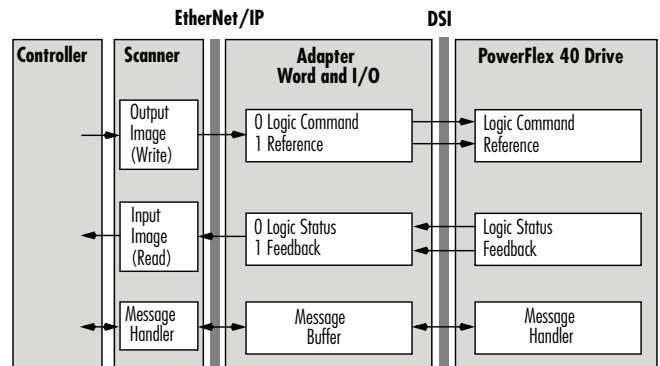 EtherNet/IP
DSI
Controller
Scanner
Adapter
Word and I/O
PowerFlex 40 Drive
Output
Image
(Write)
0 Logic Command
1 Reference
Logic Command
Reference
Input
Image
(Read)
0 Logic Status
1 Feedback
Logic Status
Feedback
Message
Handler
Message
Buffer
Message
Handler